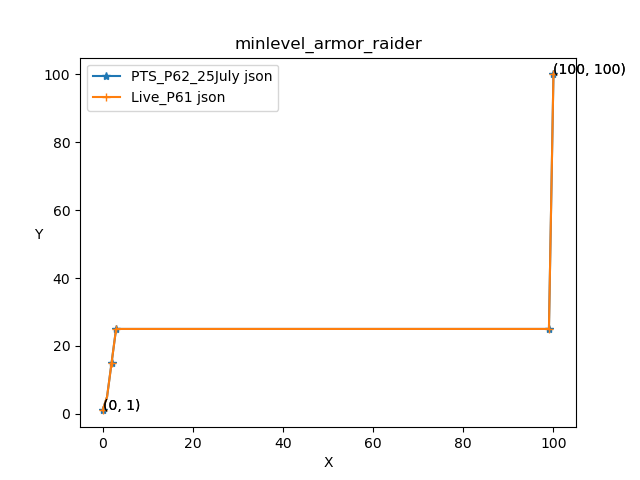 minlevel_armor_raider
PTS_P62_25July json
Live_P61 json
(100, 100)
(0, 1)
Y
100
80
60
40
20
0
0 20 40 60 80 100
X